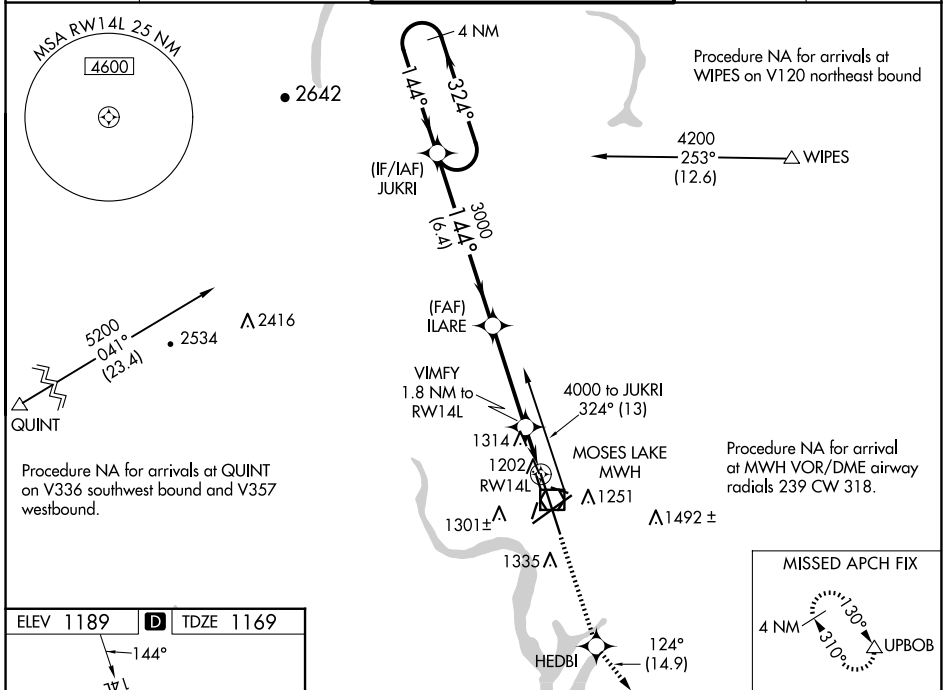 MSA RW14L 25 NM
4600
2642
4 NM
144°
324°
(IF/IAF)
JUKRI
Procedure NA for arrivals at
WIPES on V120 northeast bound
4200
253°
(12.6)
WIPES
3000
144°
(6.4)
5200
041°
(23.4)
QUINT
2534
2416
(FAF)
ILARE
VIMFY
1.8 NM to
RW14L
4000 to JUKRI
324° (13)
1314
1202
RW14L
MOSES LAKE
MWH
1251
1301±
1492 ±
1335
Procedure NA for arrivals at QUINT
on V336 southwest bound and V357
westbound.
Procedure NA for arrival
at MWH VOR/DME airway
radials 239 CW 318.
HEDBI
124°
(14.9)
MISSED APCH FIX
4 NM
130°
310°
UPBOB
ELEV 1189 D TDZE 1169
144°
14L